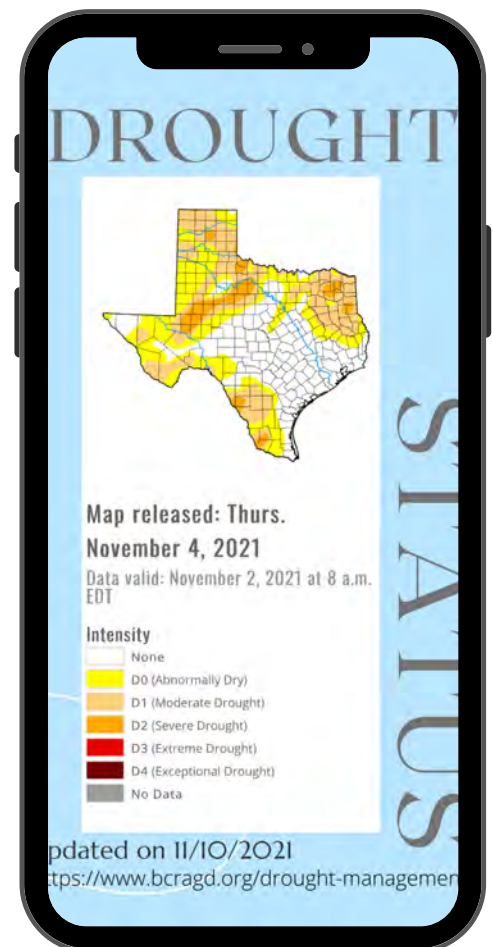 DROUGHT
STATUS
Map released: Thurs.
November 4, 2021
Data valid: November 2, 2021 at 8 a.m.
EDT
Intensity
None
D0 (Abnormally Dry)
D1 (Moderate Drought)
D2 (Severe Drought)
D3 (Extreme Drought)
D4 (Exceptional Drought)
No Data
pdated on 11/10/2021
ttps://www.bcragd.org/drought-managemen